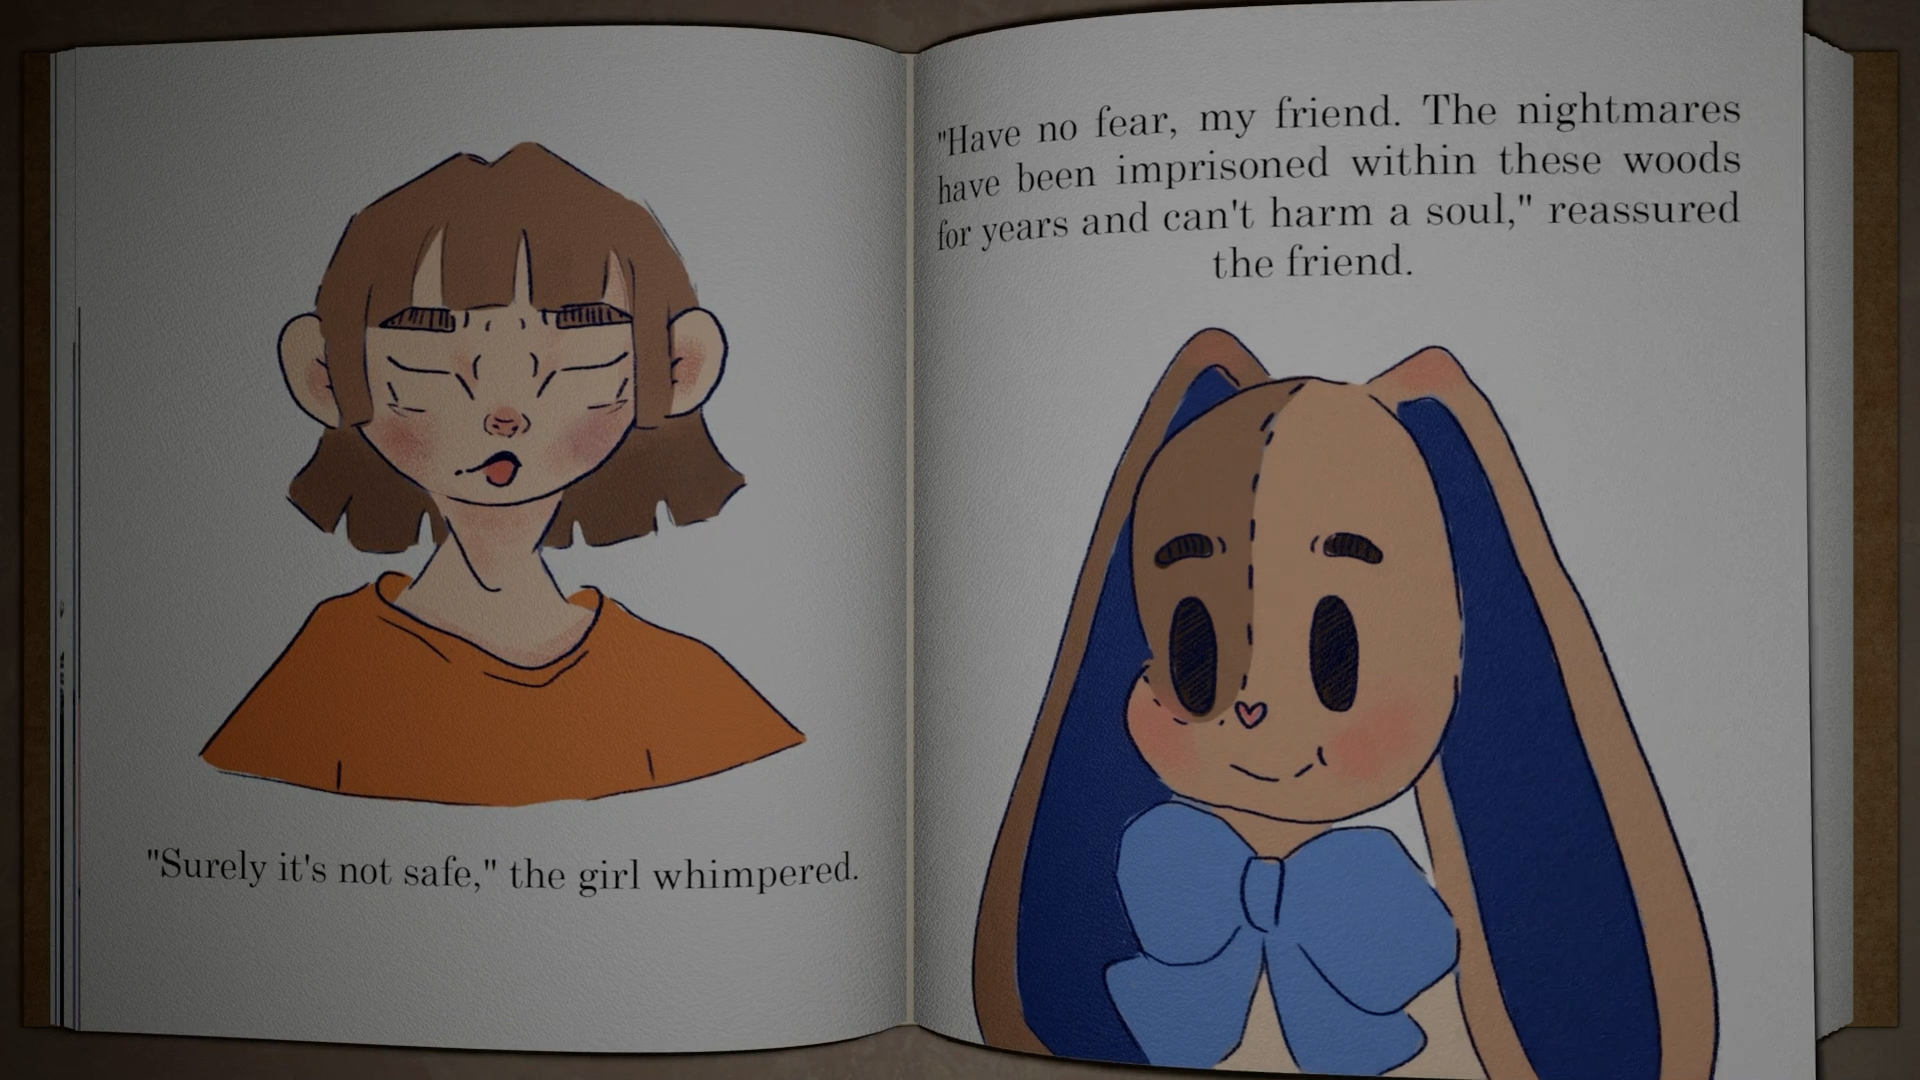 "Surely it's not safe," the girl whimpered.
"Have no fear, my friend. The nightmares
have been imprisoned within these woods
for years and can't harm a soul," reassured
the friend.